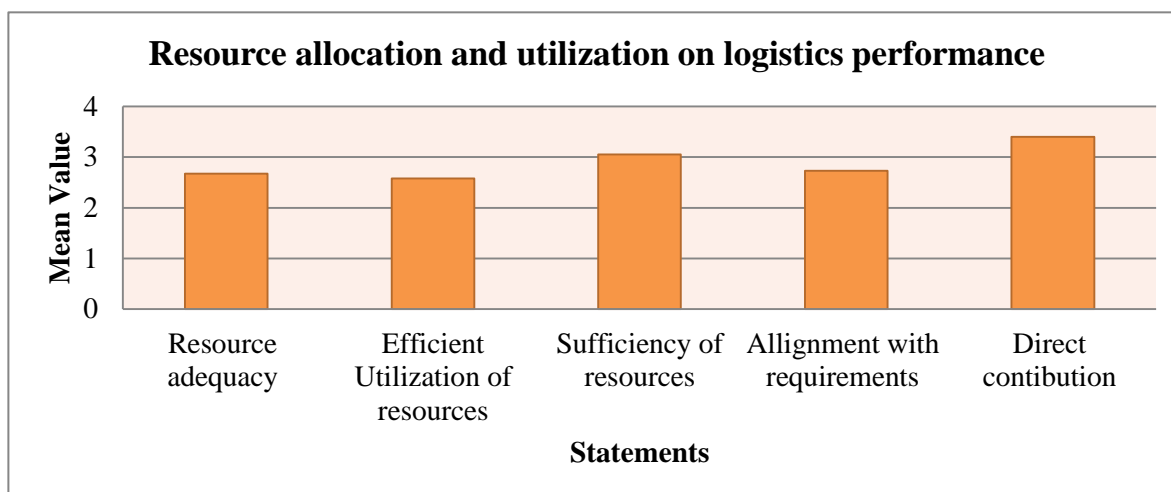 Resource allocation and utilization on logistics performance
Mean Value
4
3
2
1
0
Resource
adequacy
Efficient
Utilization of
resources
Sufficiency of
resources
Allignment with
requirements
Direct
contibution
Statements